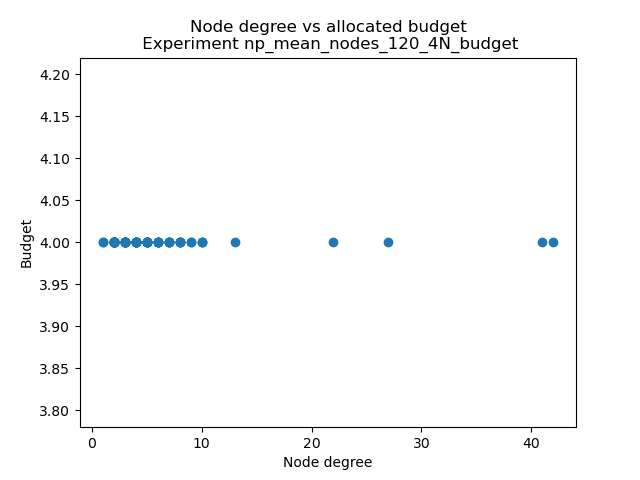 Node degree vs allocated budget
Experiment np_mean_nodes_120_4N_budget
4.20
4.15
4.10
4.05
4.00
3.95
3.90
3.85
3.80
Budget
0 10 20 30 40
Node degree